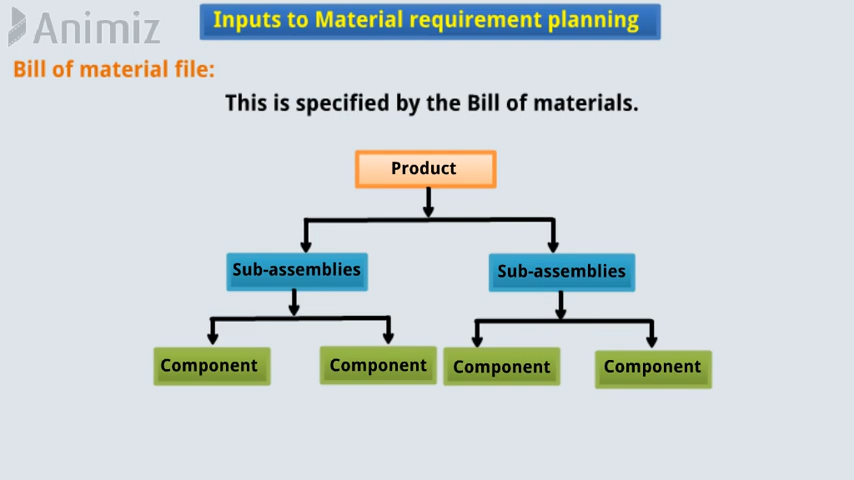 Inputs to Material requirement planning
Animiz
Bill of material file:
This is specified by the Bill of materials.
Product
Sub-assemblies
Sub-assemblies
Component
Component
Component
Component